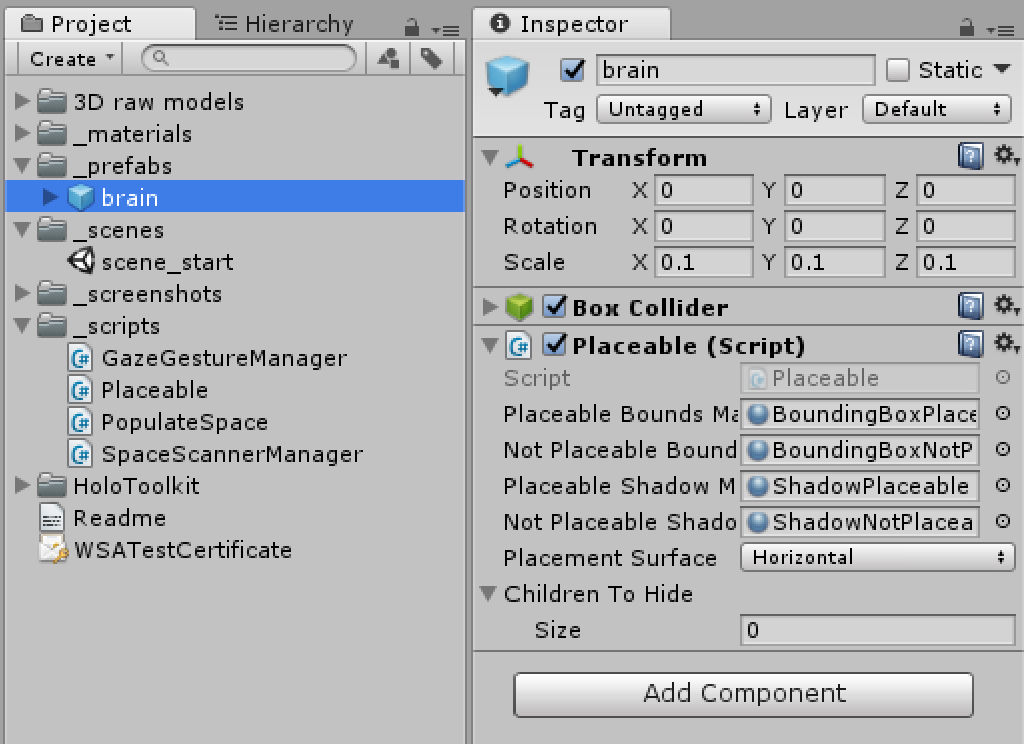 Project
Hierarchy
Create
3D raw models
_materials
_prefabs
brain
_scenes
scene_start
_screenshots
_scripts
GazeGestureManager
Placeable
PopulateSpace
SpaceScannerManager
HoloToolkit
Readme
WSATestCertificate
Inspector
brain Static
Tag Untagged Layer Default
Transform
Position X 0 Y 0 Z 0
Rotation X 0 Y 0 Z 0
Scale X 0.1 Y 0.1 Z 0.1
Box Collider
Placeable (Script)
Script Placeable
Placeable Bounds Ma BoundingBoxPlace
Not Placeable Bound BoundingBoxNotP
Placeable Shadow M ShadowPlaceable
Not Placeable Shado ShadowNotPlacea
Placement Surface Horizontal
Children To Hide
Size 0
Add Component